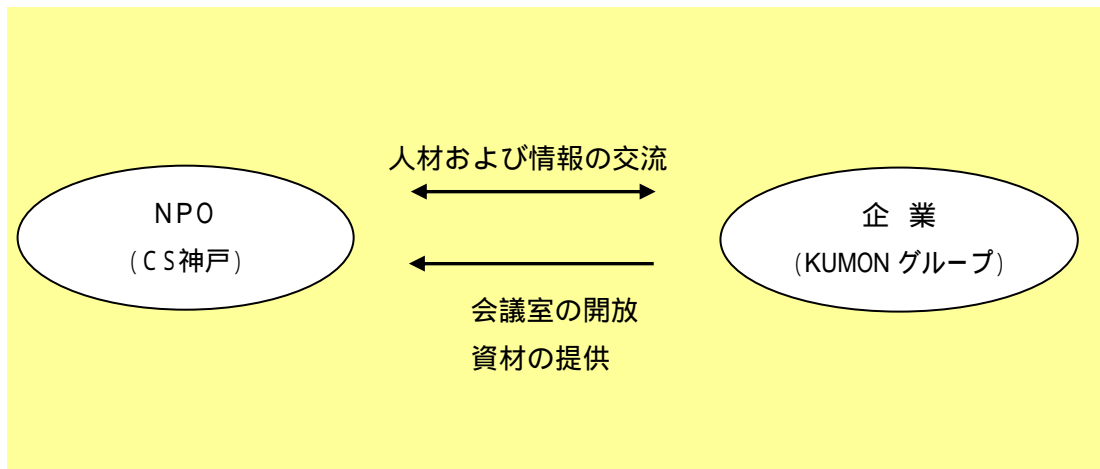 人材および情報の交流
NPO
(CS神戸)
企 業
(KUMON グループ)
会議室の開放
資材の提供